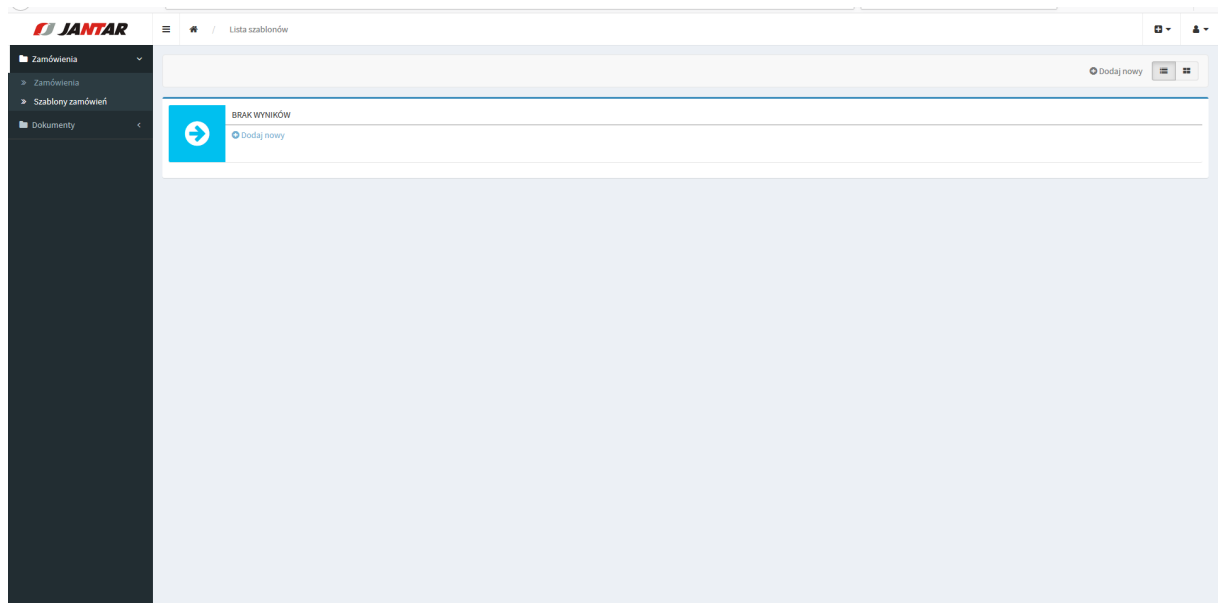 JANTAR
/ Lista szablonów
Zamówienia
» Zamówienia
» Szablony zamówień
Dokumenty
Dodaj nowy
BRAK WYNIKÓW
Dodaj nowy